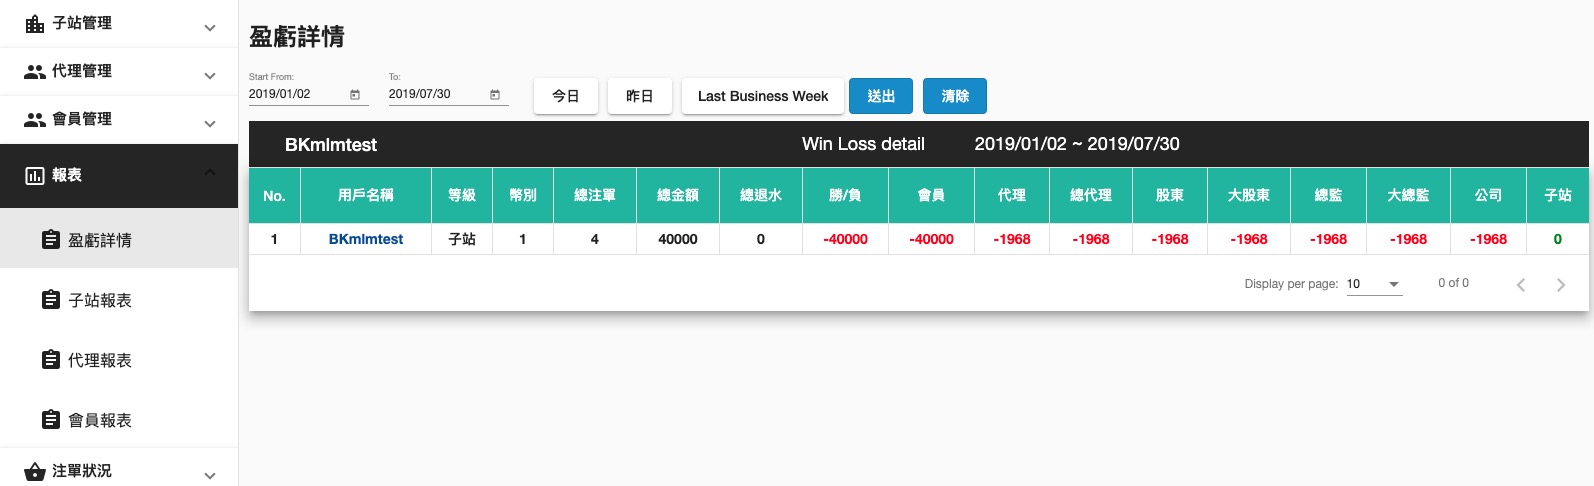 子站管理
代理管理
會員管理
報表
盈虧詳情
子站報表
代理報表
會員報表
注單狀況
盈虧詳情
Start From: To:
2019/01/02 2019/07/30 今日 昨日 Last Business Week 送出 清除
BKmlmtest Win Loss detail 2019/01/02 ~ 2019/07/30
No. 用戶名稱 等級 幣別 總注單 總金額 總退水 勝/負 會員 代理 總代理 股東 大股東 總監 大總監 公司 子站
1 BKmlmtest 子站 1 4 40000 0 -40000 -40000 -1968 -1968 -1968 -1968 -1968 -1968 -1968 0
Display per page: 10 0 of 0